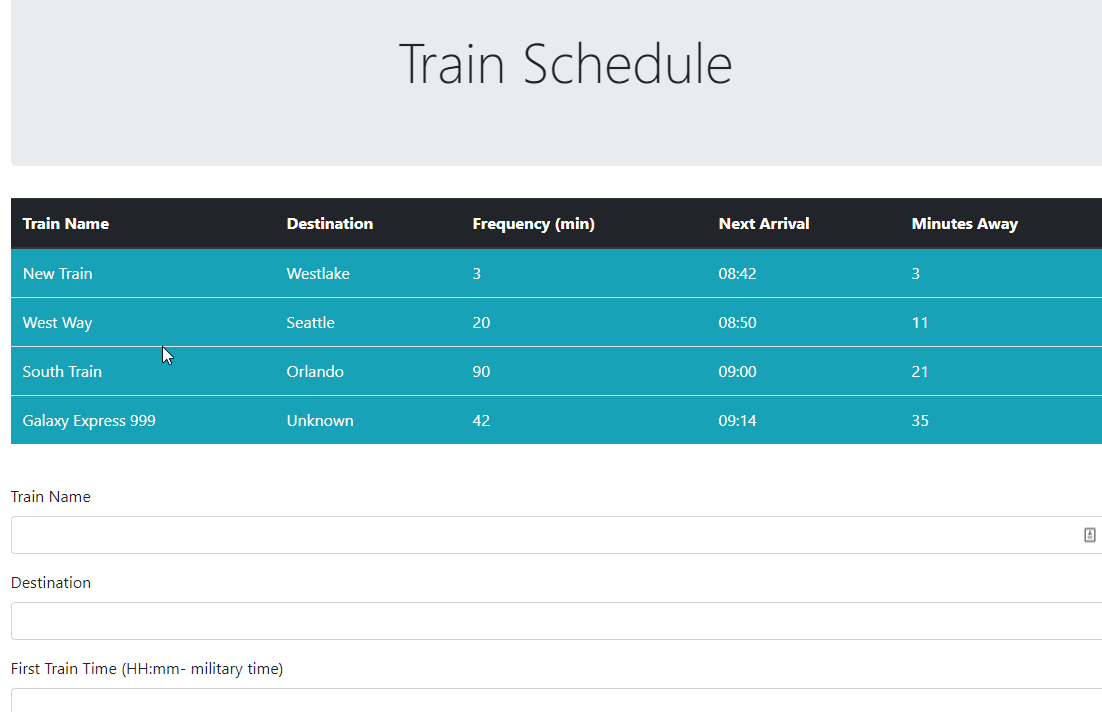 Train Schedule
Train Name Destination Frequency (min) Next Arrival Minutes Away
New Train Westlake 3 08:42 3
West Way Seattle 20 08:50 11
South Train Orlando 90 09:00 21
Galaxy Express 999 Unknown 42 09:14 35
Train Name
Destination
First Train Time (HH:mm- military time)